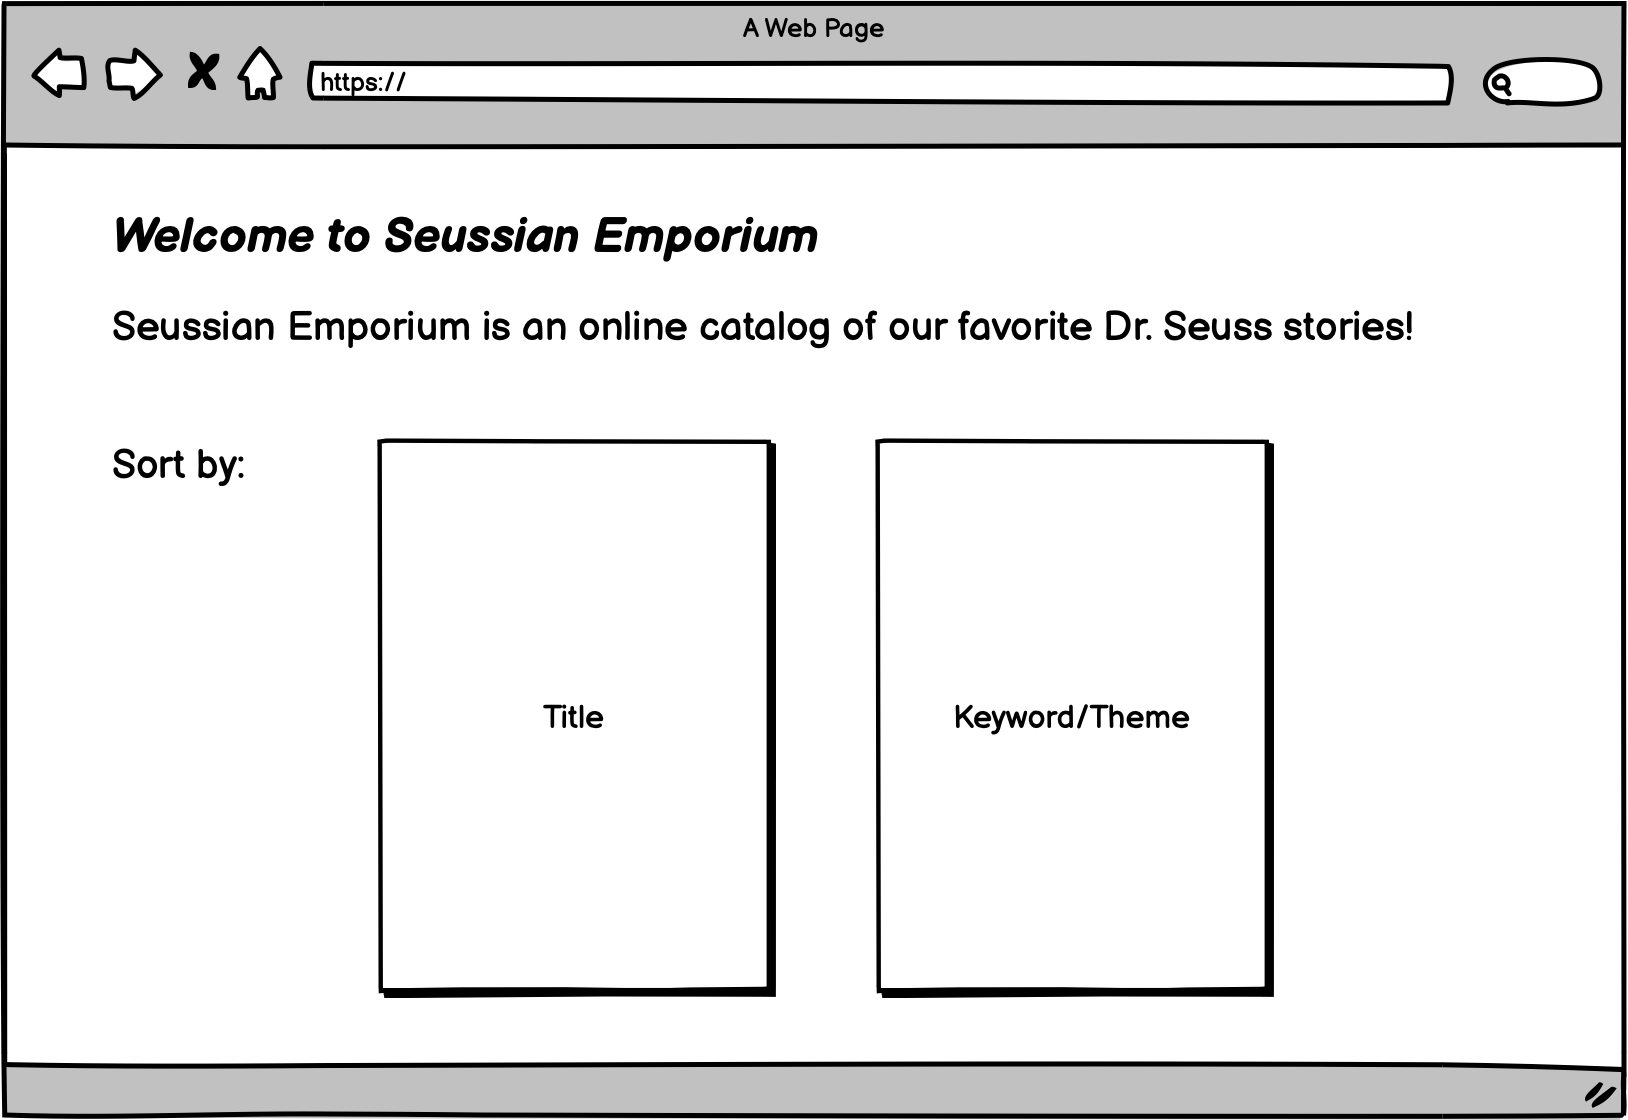 A Web Page
https://
Welcome to Seussian Emporium
Seussian Emporium is an online catalog of our favorite Dr. Seuss stories!
Sort by:
Title
Keyword/Theme